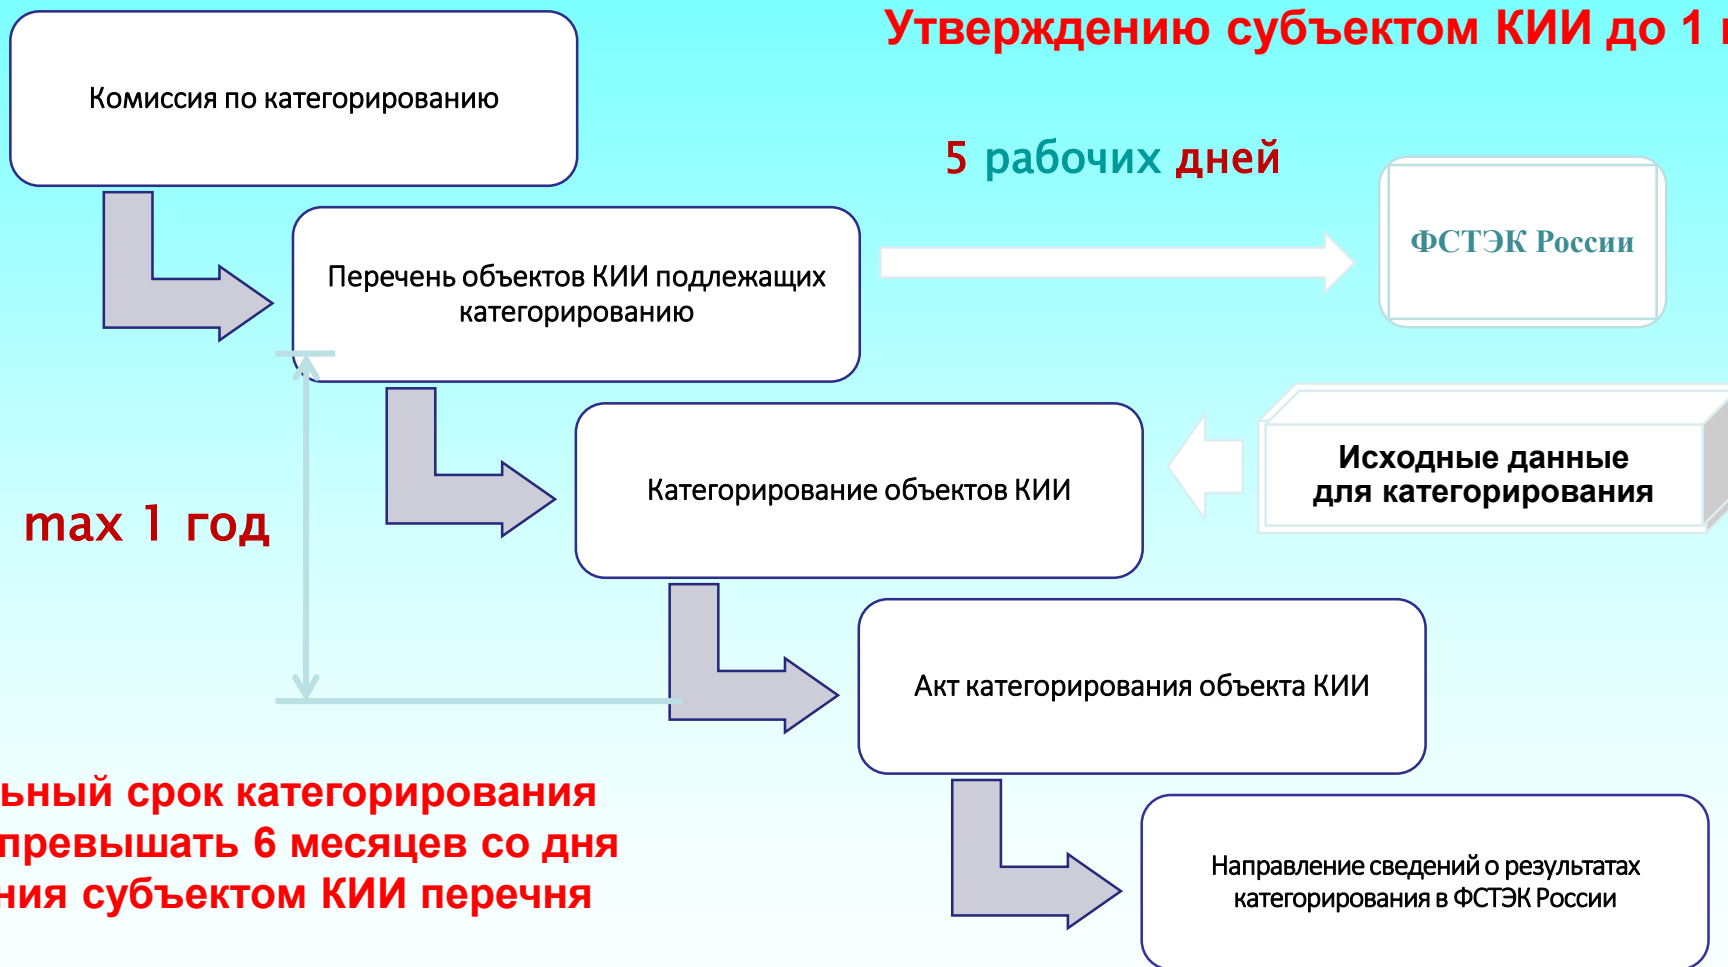 Утверждению субъектом КИИ до 1
Комиссия по категорированию
5 рабочих дней
ФСТЭК России
Перечень объектов КИИ подлежащих
категорированию
Исходные данные
для категорирования
Категорирование объектов КИИ
max 1 год
Акт категорирования объекта КИИ
срок категорирования
превышать 6 месяцев со дня
субъектом КИИ перечня
Направление сведений о результатах
категорирования в ФСТЭК России